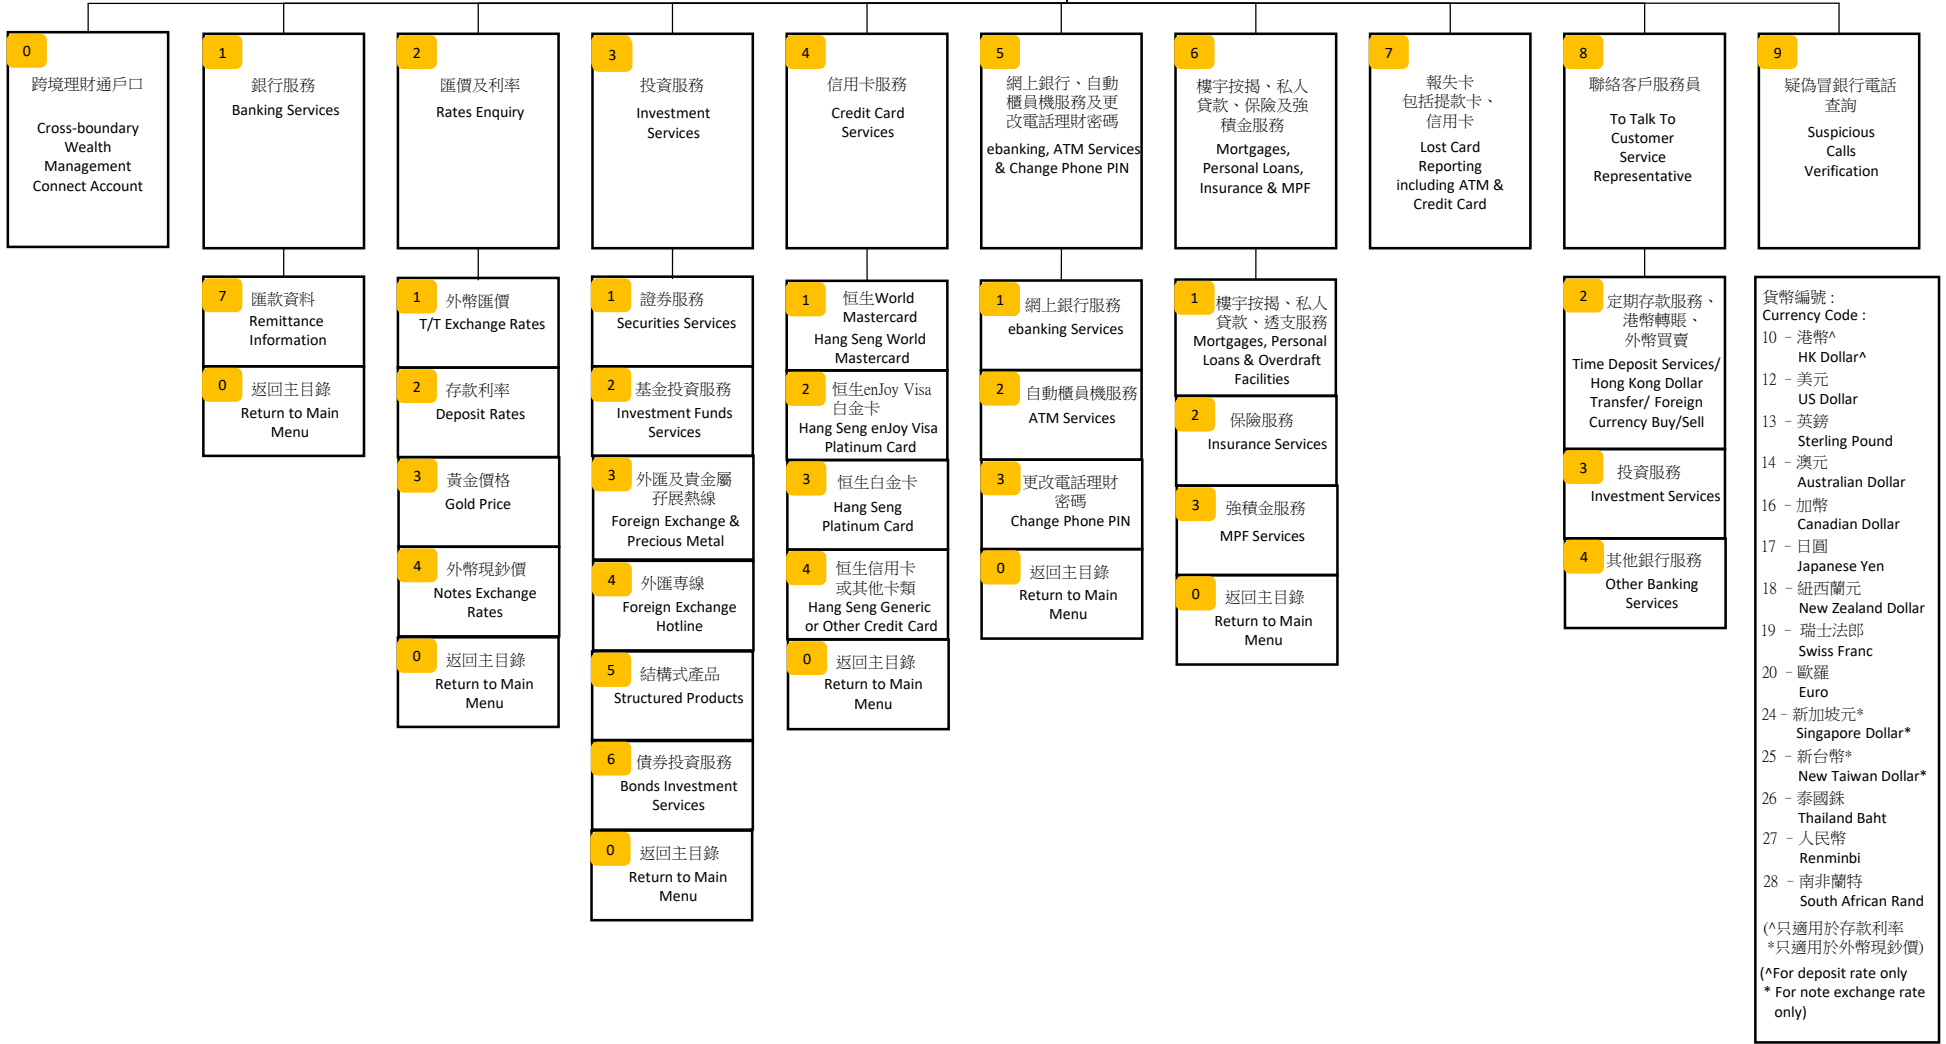 0
跨境理財通戶口
Cross-boundary
Wealth
Management
Connect Account
1
銀行服務
Banking Services
2
匯價及利率
Rates Enquiry
3
投資服務
Investment
Services
4
信用卡服務
Credit Card
Services
5
網上銀行、自動
櫃員機服務及更
改電話理財密碼
ebanking, ATM Services
& Change Phone PIN
6
樓宇按揭、私人
貸款、保險及強
積金服務
Mortgages,
Personal Loans,
Insurance & MPF
7
報失卡
包括提款卡、
信用卡
Lost Card
Reporting
including ATM &
Credit Card
8
聯絡客戶服務員
To Talk To
Customer
Service
Representative
9
疑偽冒銀行電話
查詢
Suspicious
Calls
Verification
7
匯款資料
Remittance
Information
0
返回主目錄
Return to Main
Menu
1
外幣匯價
T/T Exchange Rates
2
存款利率
Deposit Rates
3
黃金價格
Gold Price
4
外幣現鈔價
Notes Exchange
Rates
0
返回主目錄
Return to Main
Menu
1
證券服務
Securities Services
2
基金投資服務
Investment Funds
Services
3
外匯及貴金屬
孖展熱線
Foreign Exchange &
Precious Metal
4
外匯專線
Foreign Exchange
Hotline
5
結構式產品
Structured Products
6
債券投資服務
Bonds Investment
Services
0
返回主目錄
Return to Main
Menu
1
恒生World
Mastercard
Hang Seng World
Mastercard
2
恒生enJoy Visa
白金卡
Hang Seng enJoy Visa
Platinum Card
3
恒生白金卡
Hang Seng
Platinum Card
4
恒生信用卡
或其他卡類
Hang Seng Generic
or Other Credit Card
0
返回主目錄
Return to Main
Menu
1
網上銀行服務
ebanking Services
2
自動櫃員機服務
ATM Services
3
更改電話理財
密碼
Change Phone PIN
0
返回主目錄
Return to Main
Menu
1
樓宇按揭、私人
貸款、透支服務
Mortgages, Personal
Loans & Overdraft
Facilities
2
保險服務
Insurance Services
3
強積金服務
MPF Services
0
返回主目錄
Return to Main
Menu
2
定期存款服務、
港幣轉賬、
外幣買賣
Time Deposit Services/
Hong Kong Dollar
Transfer/ Foreign
Currency Buy/Sell
3
投資服務
Investment Services
4
其他銀行服務
Other Banking
Services
貨幣編號 :
Currency Code :
10 - 港幣^
HK Dollar^
12 - 美元
US Dollar
13 - 英鎊
Sterling Pound
14 - 澳元
Australian Dollar
16 - 加幣
Canadian Dollar
17 - 日圓
Japanese Yen
18 - 紐西蘭元
New Zealand Dollar
19 - 瑞士法郎
Swiss Franc
20 - 歐羅
Euro
24 - 新加坡元*
Singapore Dollar*
25 - 新台幣*
New Taiwan Dollar*
26 - 泰國銖
Thailand Baht
27 - 人民幣
Renminbi
28 - 南非蘭特
South African Rand
(^只適用於存款利率
*只適用於外幣現鈔價)
(^For deposit rate only
* For note exchange rate
only)